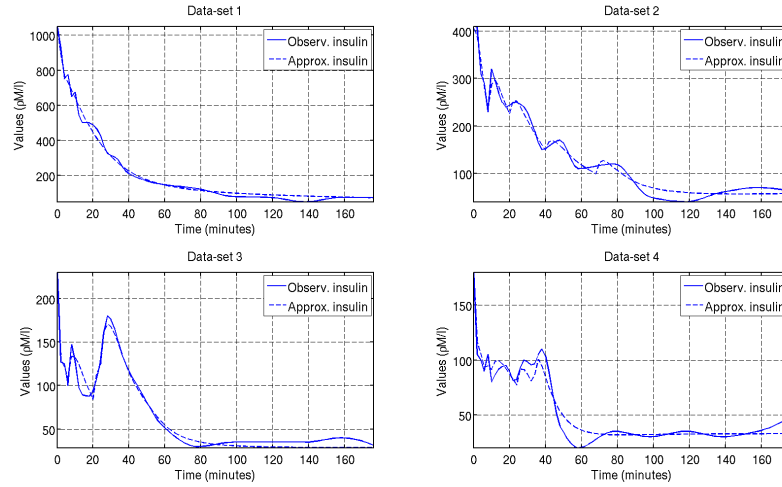 Data-set 1
1000
800
600
400
200
Values (pM/l)
Observ. insulin
Approx. insulin
0 20 40 60 80 100 120 140 160
Time (minutes)
Data-set 2
400
300
200
100
Values (pM/l)
Observ. insulin
Approx. insulin
0 20 40 60 80 100 120 140 160
Time (minutes)
Data-set 3
200
150
100
50
Values (pM/l)
Observ. insulin
Approx. insulin
0 20 40 60 80 100 120 140 160
Time (minutes)
Data-set 4
150
100
50
Values (pM/l)
Observ. insulin
Approx. insulin
0 20 40 60 80 100 120 140 160
Time (minutes)